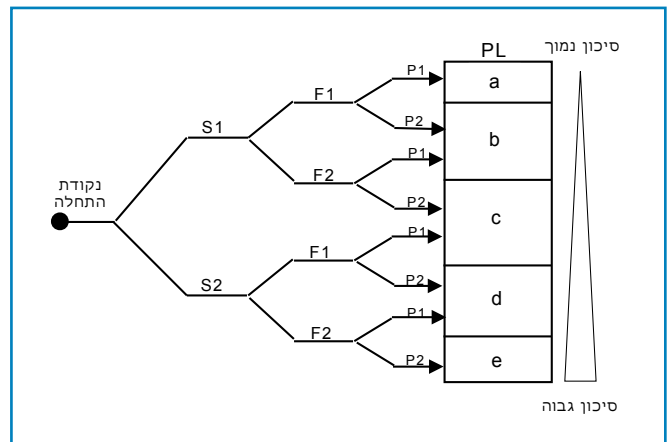 PL
סיכון נמוך
P1
a
F1
P2
b
S1
P1
F2
P2
c
נקודת
התחלה
P1
F1
P2
d
S2
P1
F2
P2
e
סיכון גבוה